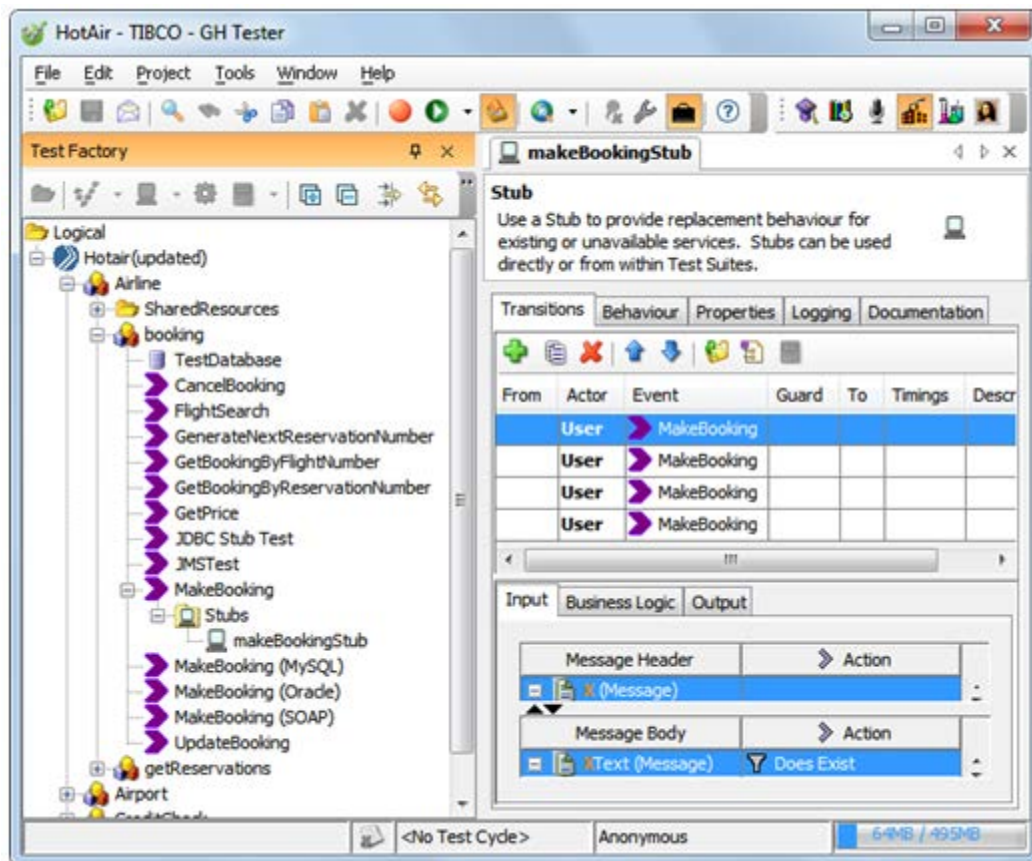 HotAir - TIBCO - GH Tester
File Edit Project Tools Window Help
Test Factory
Logical
Hotair(updated)
Airline
SharedResources
booking
TestDatabase
CancelBooking
FlightSearch
GenerateNextReservationNumber
GetBookingByFlightNumber
GetBookingByReservationNumber
GetPrice
JDBC Stub Test
JMSTest
MakeBooking
Stubs
makeBookingStub
MakeBooking (MySQL)
MakeBooking (Oracle)
MakeBooking (SOAP)
UpdateBooking
getReservations
Airport
CreditCheck
makeBookingStub
Stub
Use a Stub to provide replacement behaviour for
existing or unavailable services. Stubs can be used
directly or from within Test Suites.
Transitions Behaviour Properties Logging Documentation
From Actor Event Guard To Timings Descr
User MakeBooking
User MakeBooking
User MakeBooking
User MakeBooking
Input Business Logic Output
Message Header Action
(Message)
Message Body Action
Text (Message) Does Exist
<No Test Cycle> Anonymous 64MB / 495MB